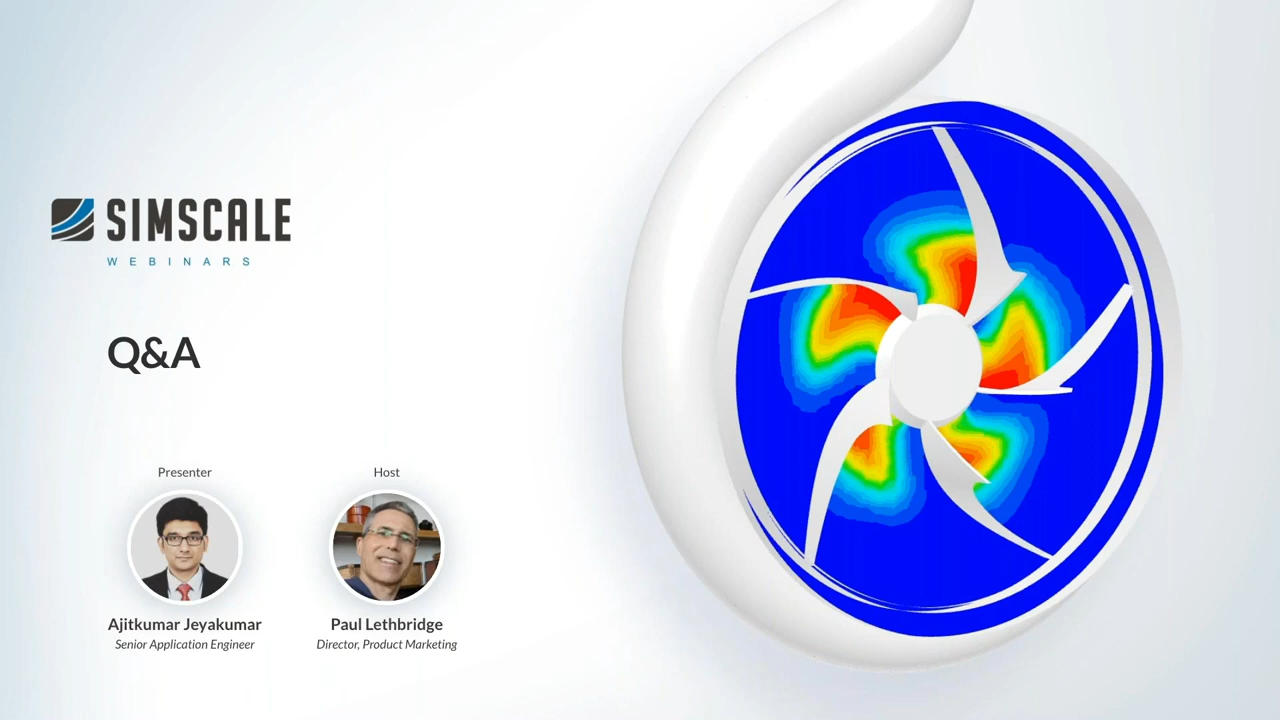 SIMSCALE
WEBINARS
Q&A
Presenter
Host
Ajitkumar Jeyakumar
Senior Application Engineer
Paul Lethbridge
Director, Product Marketing